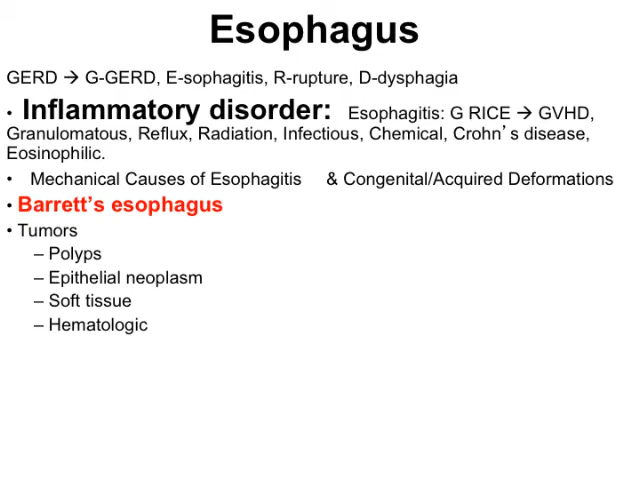 Esophagus
GERD → G-GERD, E-sophagitis, R-rupture, D-dysphagia
• Inflammatory disorder: Esophagitis: G RICE → GVHD,
Granulomatous, Reflux, Radiation, Infectious, Chemical, Crohn’s disease,
Eosinophilic.
• Mechanical Causes of Esophagitis & Congenital/Acquired Deformations
• Barrett’s esophagus
• Tumors
– Polyps
– Epithelial neoplasm
– Soft tissue
– Hematologic